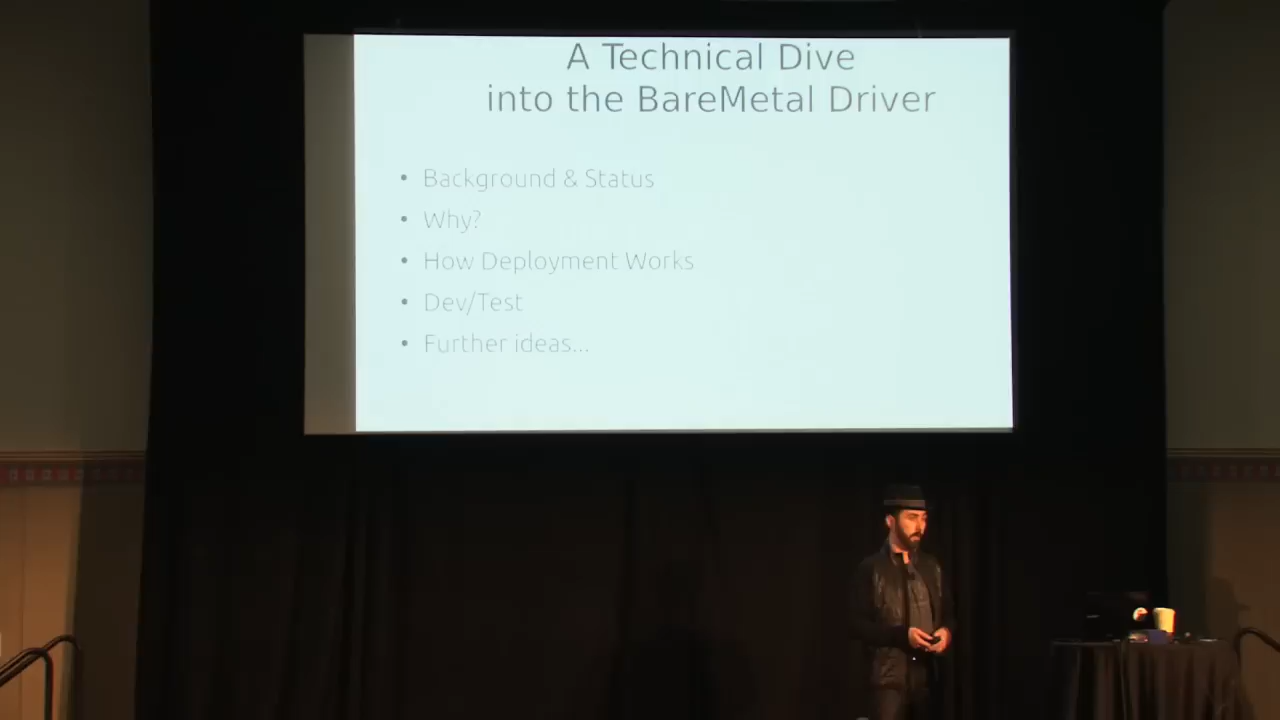 A Technical Dive
into the BareMetal Driver
• Background & Status
• Why?
• How Deployment Works
• Dev/Test
• Further ideas...